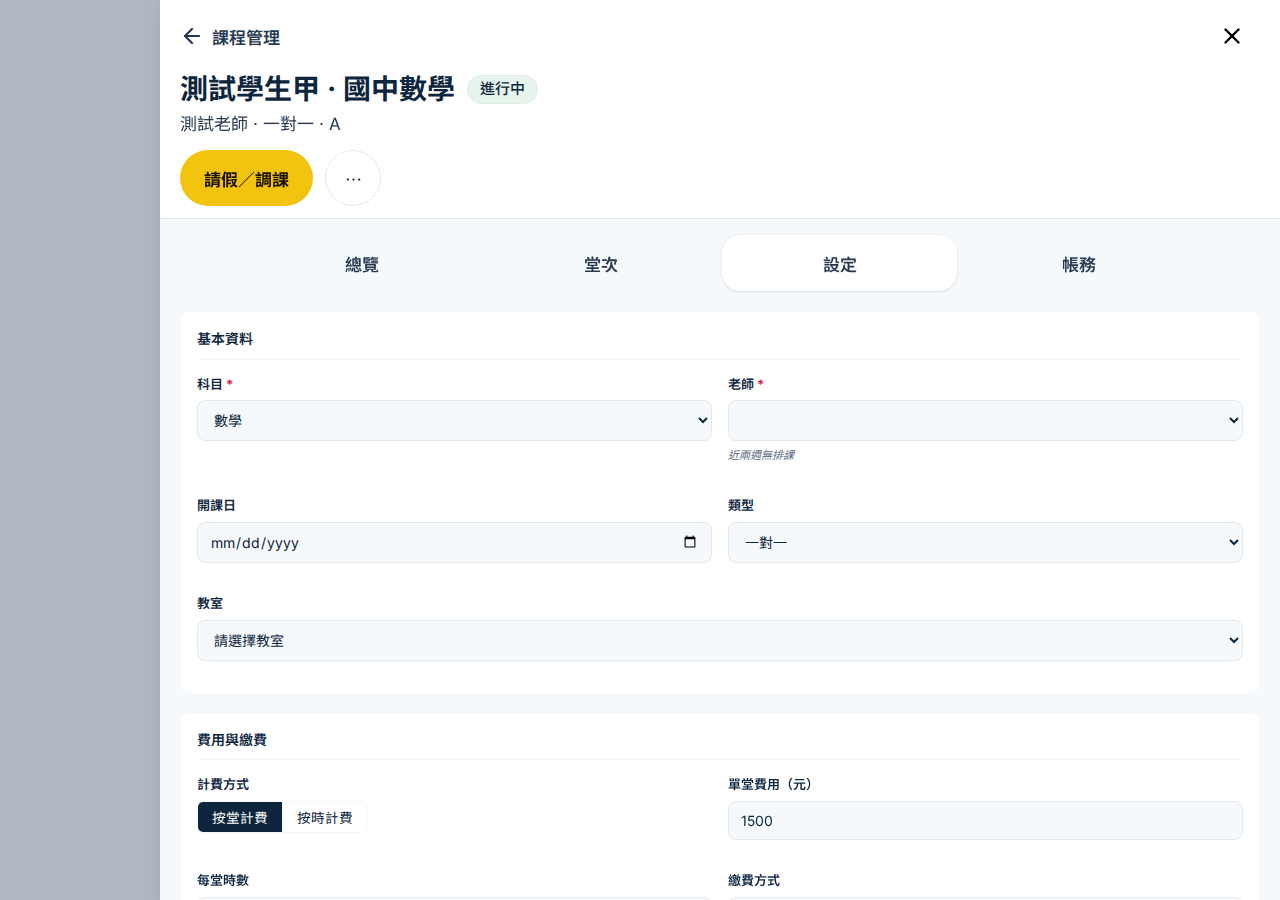 課程管理
測試學生甲 · 國中數學 進行中
測試老師 · 一對一 · A
請假／調課 ...
總覽 堂次 設定 帳務
基本資料
科目 * 老師 *
數學
近兩週無排課
開課日 類型
mm/dd/yyyy 一對一
教室
請選擇教室
費用與繳費
計費方式 單堂費用（元）
按堂計費 按時計費 1500
每堂時數 繳費方式